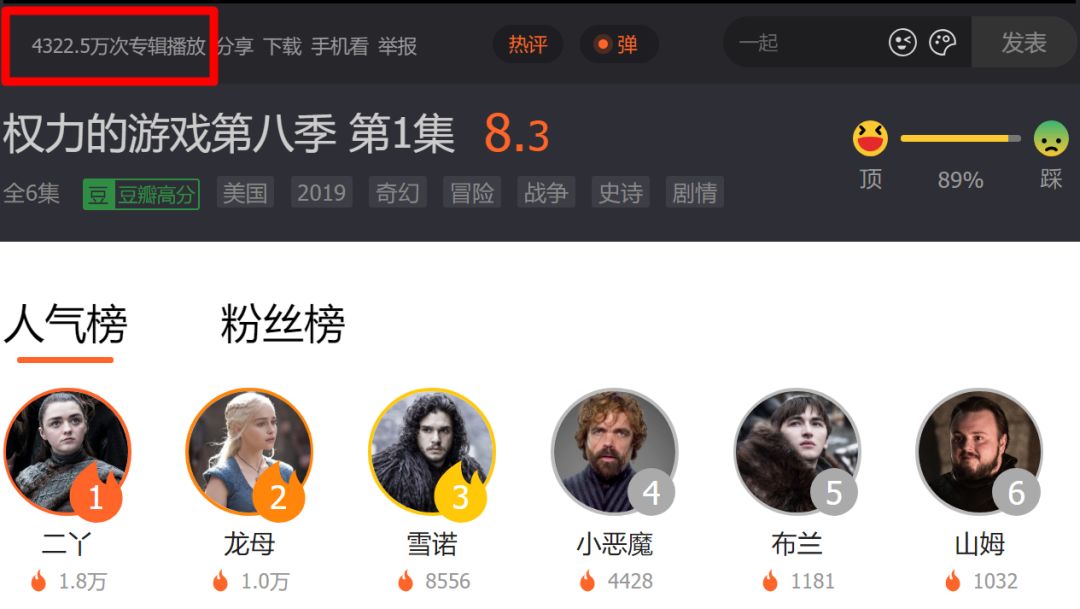 4322.5万次专辑播放 分享 下载 手机看 举报 热评 弹 一起 发表
权力的游戏第八季 第1集 8.3
顶 89% 踩
全6集 豆 豆瓣高分 美国 2019 奇幻 冒险 战争 史诗 剧情
人气榜 粉丝榜
1 2 3 4 5 6
二丫 龙母 雪诺 小恶魔 布兰 山姆
1.8万 1.0万 8556 4428 1181 1032